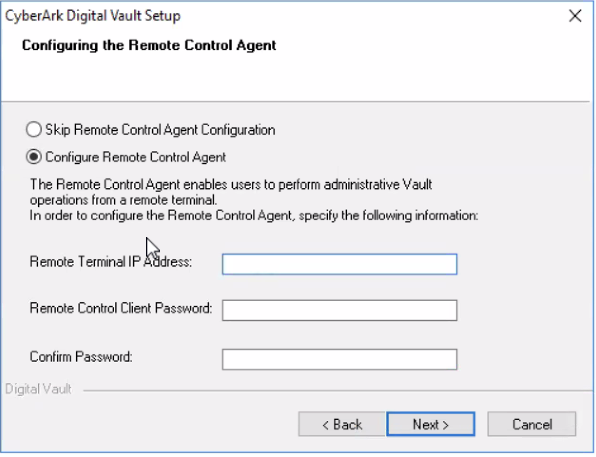 CyberArk Digital Vault Setup
Configuring the Remote Control Agent
Skip Remote Control Agent Configuration
Configure Remote Control Agent
The Remote Control Agent enables users to perform administrative Vault
operations from a remote terminal.
In order to configure the Remote Control Agent, specify the following information:
Remote Terminal IP Address:
Remote Control Client Password:
Confirm Password:
Digital Vault
< Back
Next >
Cancel